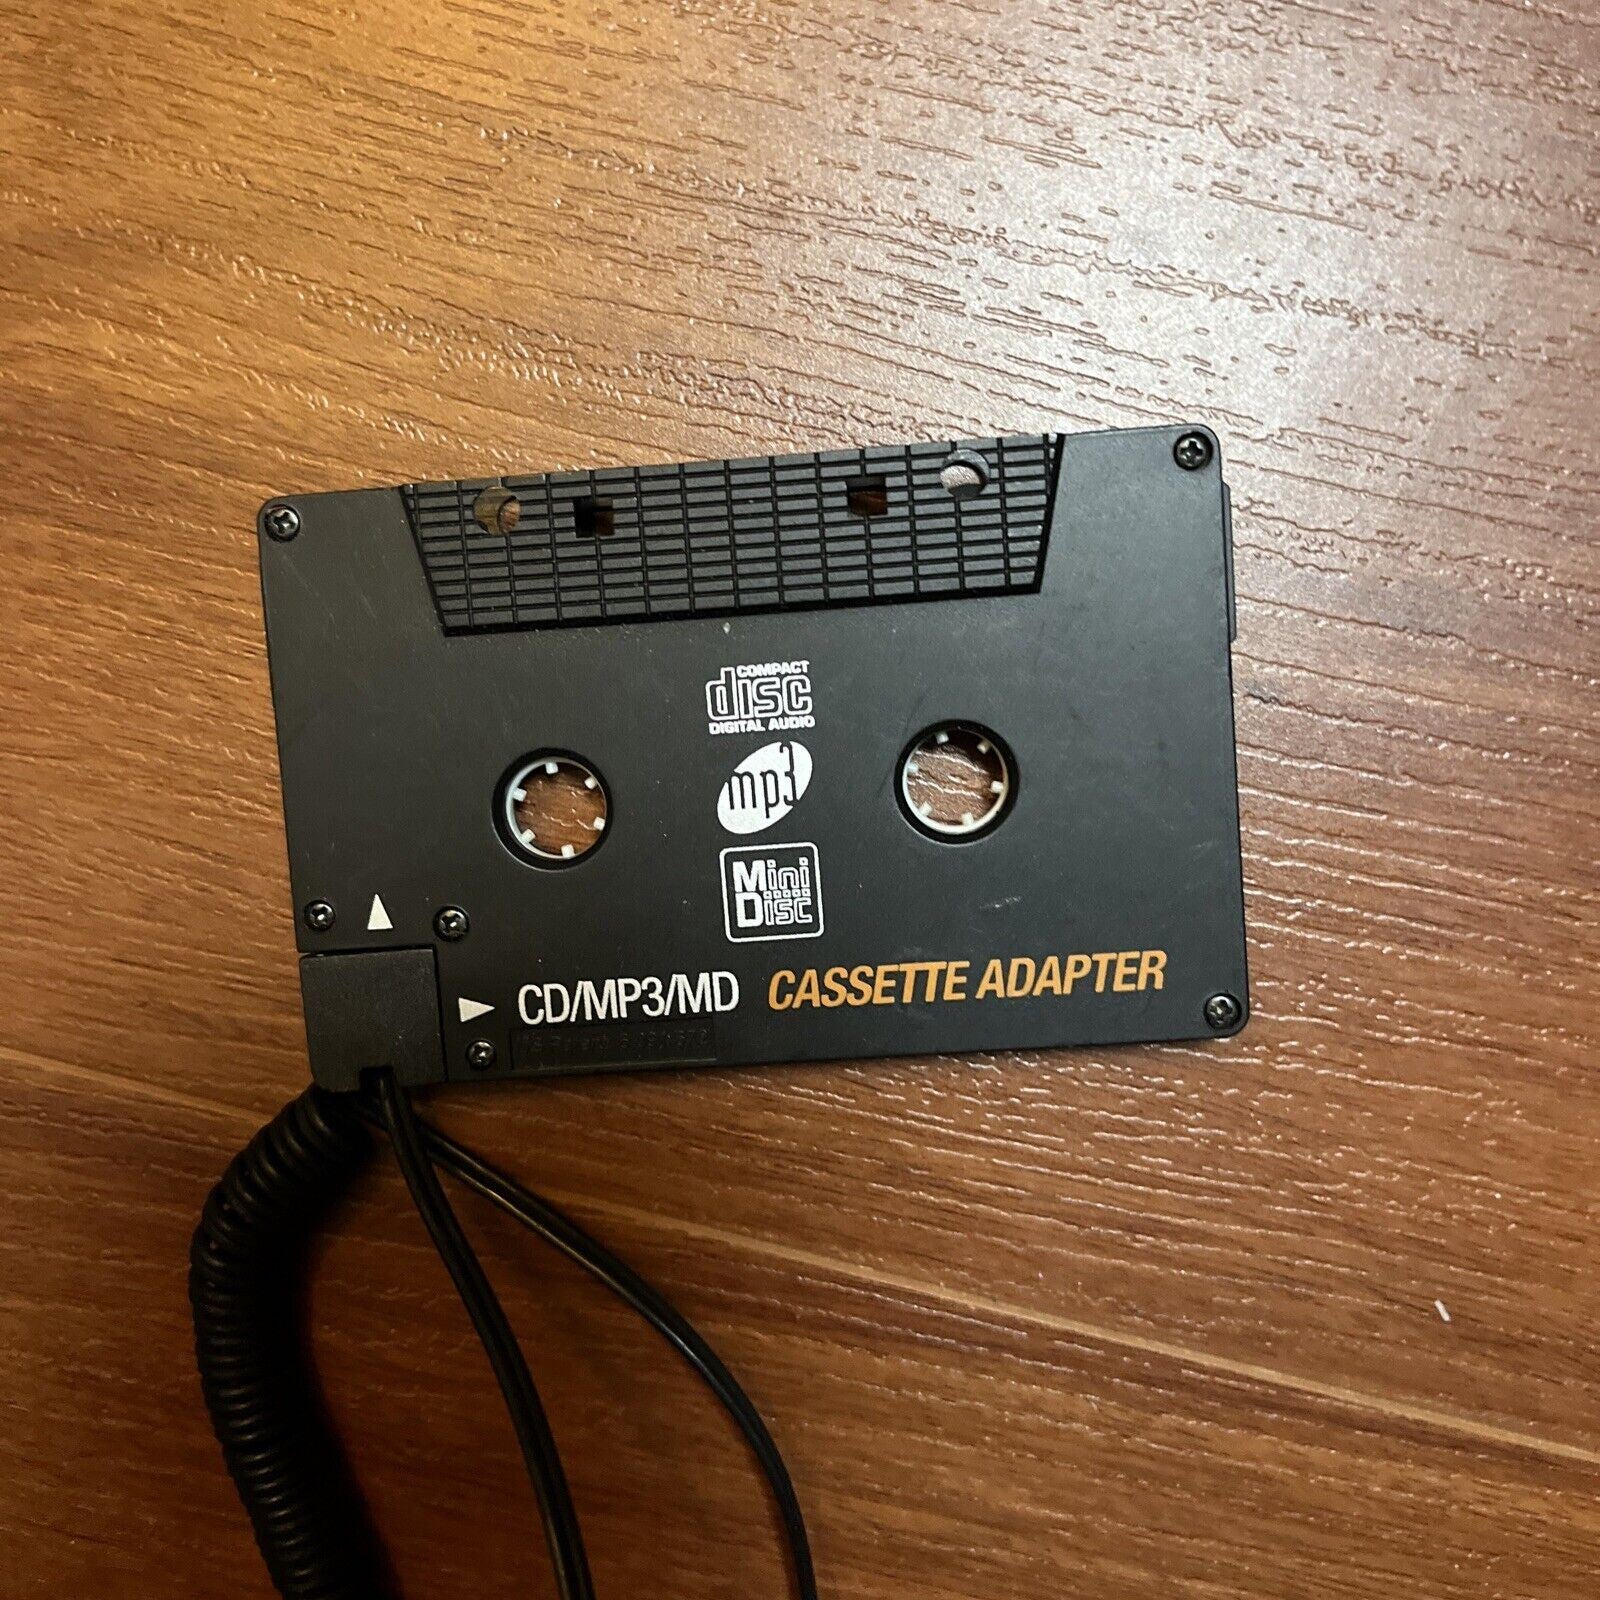 COMPACT
disc
DIGITAL AUDIO
mp3
Mini
Disc
CD/MP3/MD CASSETTE ADAPTER